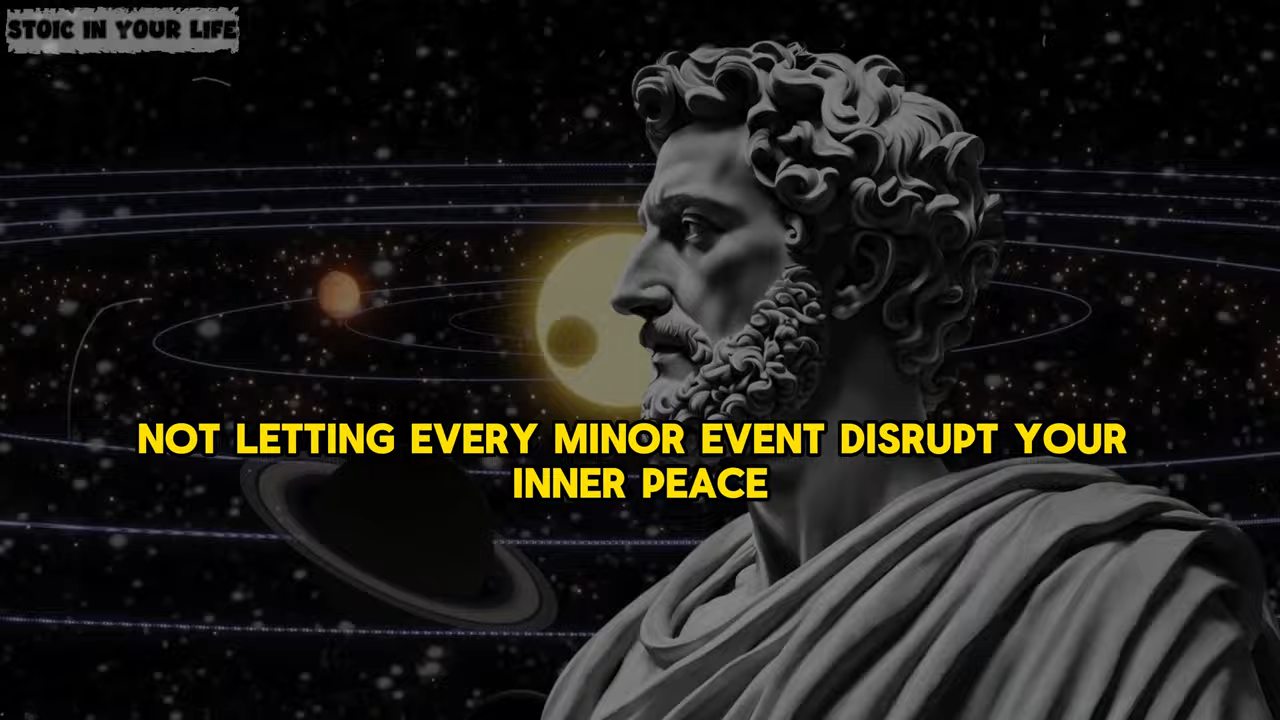 STOIC IN YOUR LIFE
NOT LETTING EVERY MINOR EVENT DISRUPT YOUR
INNER PEACE